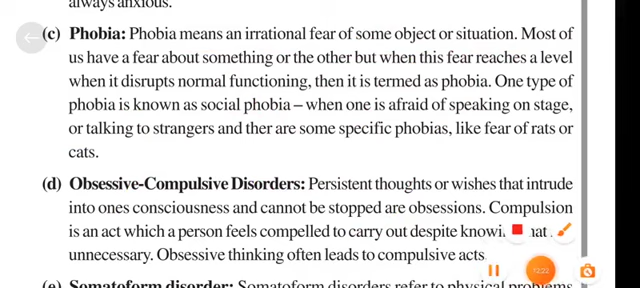 always anxious.
(c) Phobia: Phobia means an irrational fear of some object or situation. Most of
us have a fear about something or the other but when this fear reaches a level
when it disrupts normal functioning, then it is termed as phobia. One type of
phobia is known as social phobia – when one is afraid of speaking on stage,
or talking to strangers and ther are some specific phobias, like fear of rats or
cats.
(d) Obsessive-Compulsive Disorders: Persistent thoughts or wishes that intrude
into ones consciousness and cannot be stopped are obsessions. Compulsion
is an act which a person feels compelled to carry out despite
unnecessary. Obsessive thinking often leads to compulsive acts
12:22
(e) Somatoform disorder: Somatoform disorders refer to physical problems